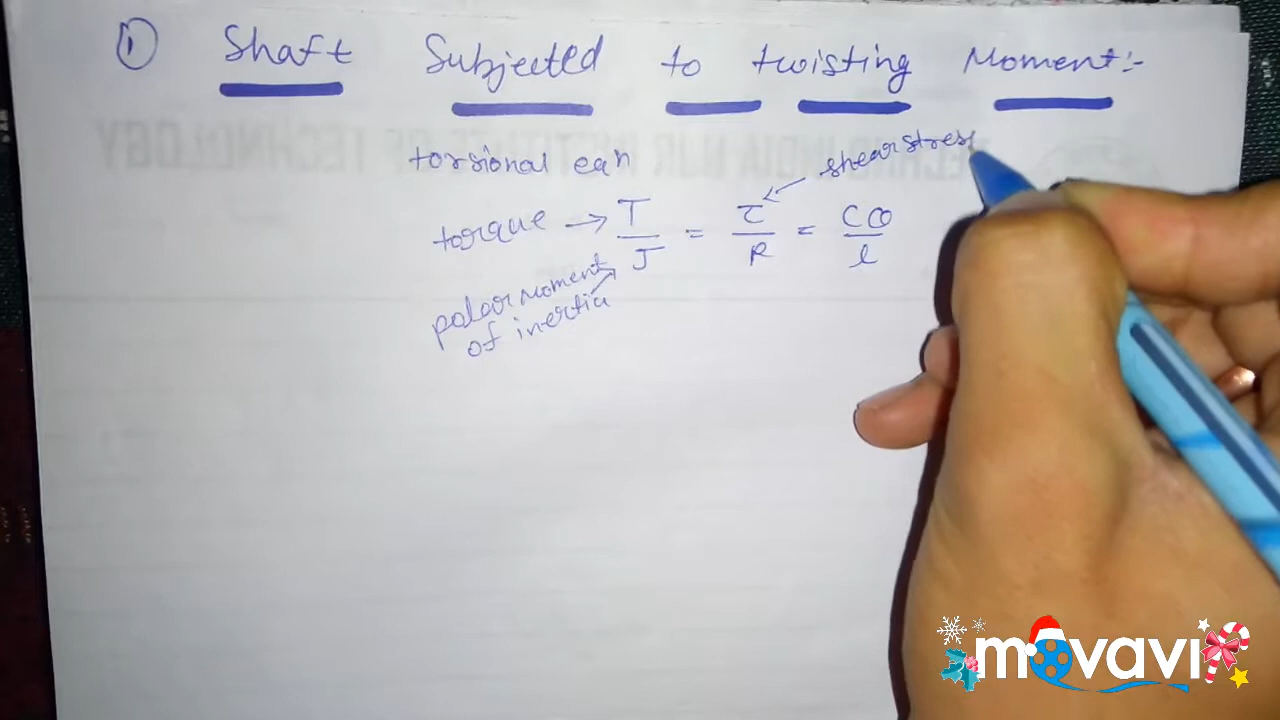 ① Shaft Subjected to twisting Moment:-
torsional eqn
shear stress
torque → T/J = τ/R = Cθ/l
polar Moment
of inertia
movavi